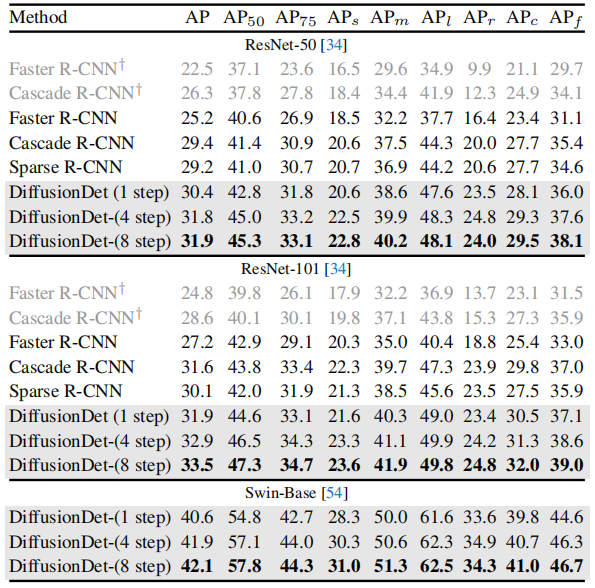 Method AP AP50 AP75 APs APm APl APr APc APf
ResNet-50 [34]
Faster R-CNN† 22.5 37.1 23.6 16.5 29.6 34.9 9.9 21.1 29.7
Cascade R-CNN† 26.3 37.8 27.8 18.4 34.4 41.9 12.3 24.9 34.1
Faster R-CNN 25.2 40.6 26.9 18.5 32.2 37.7 16.4 23.4 31.1
Cascade R-CNN 29.4 41.4 30.9 20.6 37.5 44.3 20.0 27.7 35.4
Sparse R-CNN 29.2 41.0 30.7 20.7 36.9 44.2 20.6 27.7 34.6
DiffusionDet (1 step) 30.4 42.8 31.8 20.6 38.6 47.6 23.5 28.1 36.0
DiffusionDet-(4 step) 31.8 45.0 33.2 22.5 39.9 48.3 24.8 29.3 37.6
DiffusionDet-(8 step) 31.9 45.3 33.1 22.8 40.2 48.1 24.0 29.5 38.1
ResNet-101 [34]
Faster R-CNN† 24.8 39.8 26.1 17.9 32.2 36.9 13.7 23.1 31.5
Cascade R-CNN† 28.6 40.1 30.1 19.8 37.1 43.8 15.3 27.3 35.9
Faster R-CNN 27.2 42.9 29.1 20.3 35.0 40.4 18.8 25.4 33.0
Cascade R-CNN 31.6 43.8 33.4 22.3 39.7 47.3 23.9 29.8 37.0
Sparse R-CNN 30.1 42.0 31.9 21.3 38.5 45.6 23.5 27.5 35.9
DiffusionDet (1 step) 31.9 44.6 33.1 21.6 40.3 49.0 23.4 30.5 37.1
DiffusionDet-(4 step) 32.9 46.5 34.3 23.3 41.1 49.9 24.2 31.3 38.6
DiffusionDet-(8 step) 33.5 47.3 34.7 23.6 41.9 49.8 24.8 32.0 39.0
Swin-Base [54]
DiffusionDet-(1 step) 40.6 54.8 42.7 28.3 50.0 61.6 33.6 39.8 44.6
DiffusionDet-(4 step) 41.9 57.1 44.0 30.3 50.6 62.3 34.9 40.7 46.3
DiffusionDet-(8 step) 42.1 57.8 44.3 31.0 51.3 62.5 34.3 41.0 46.7